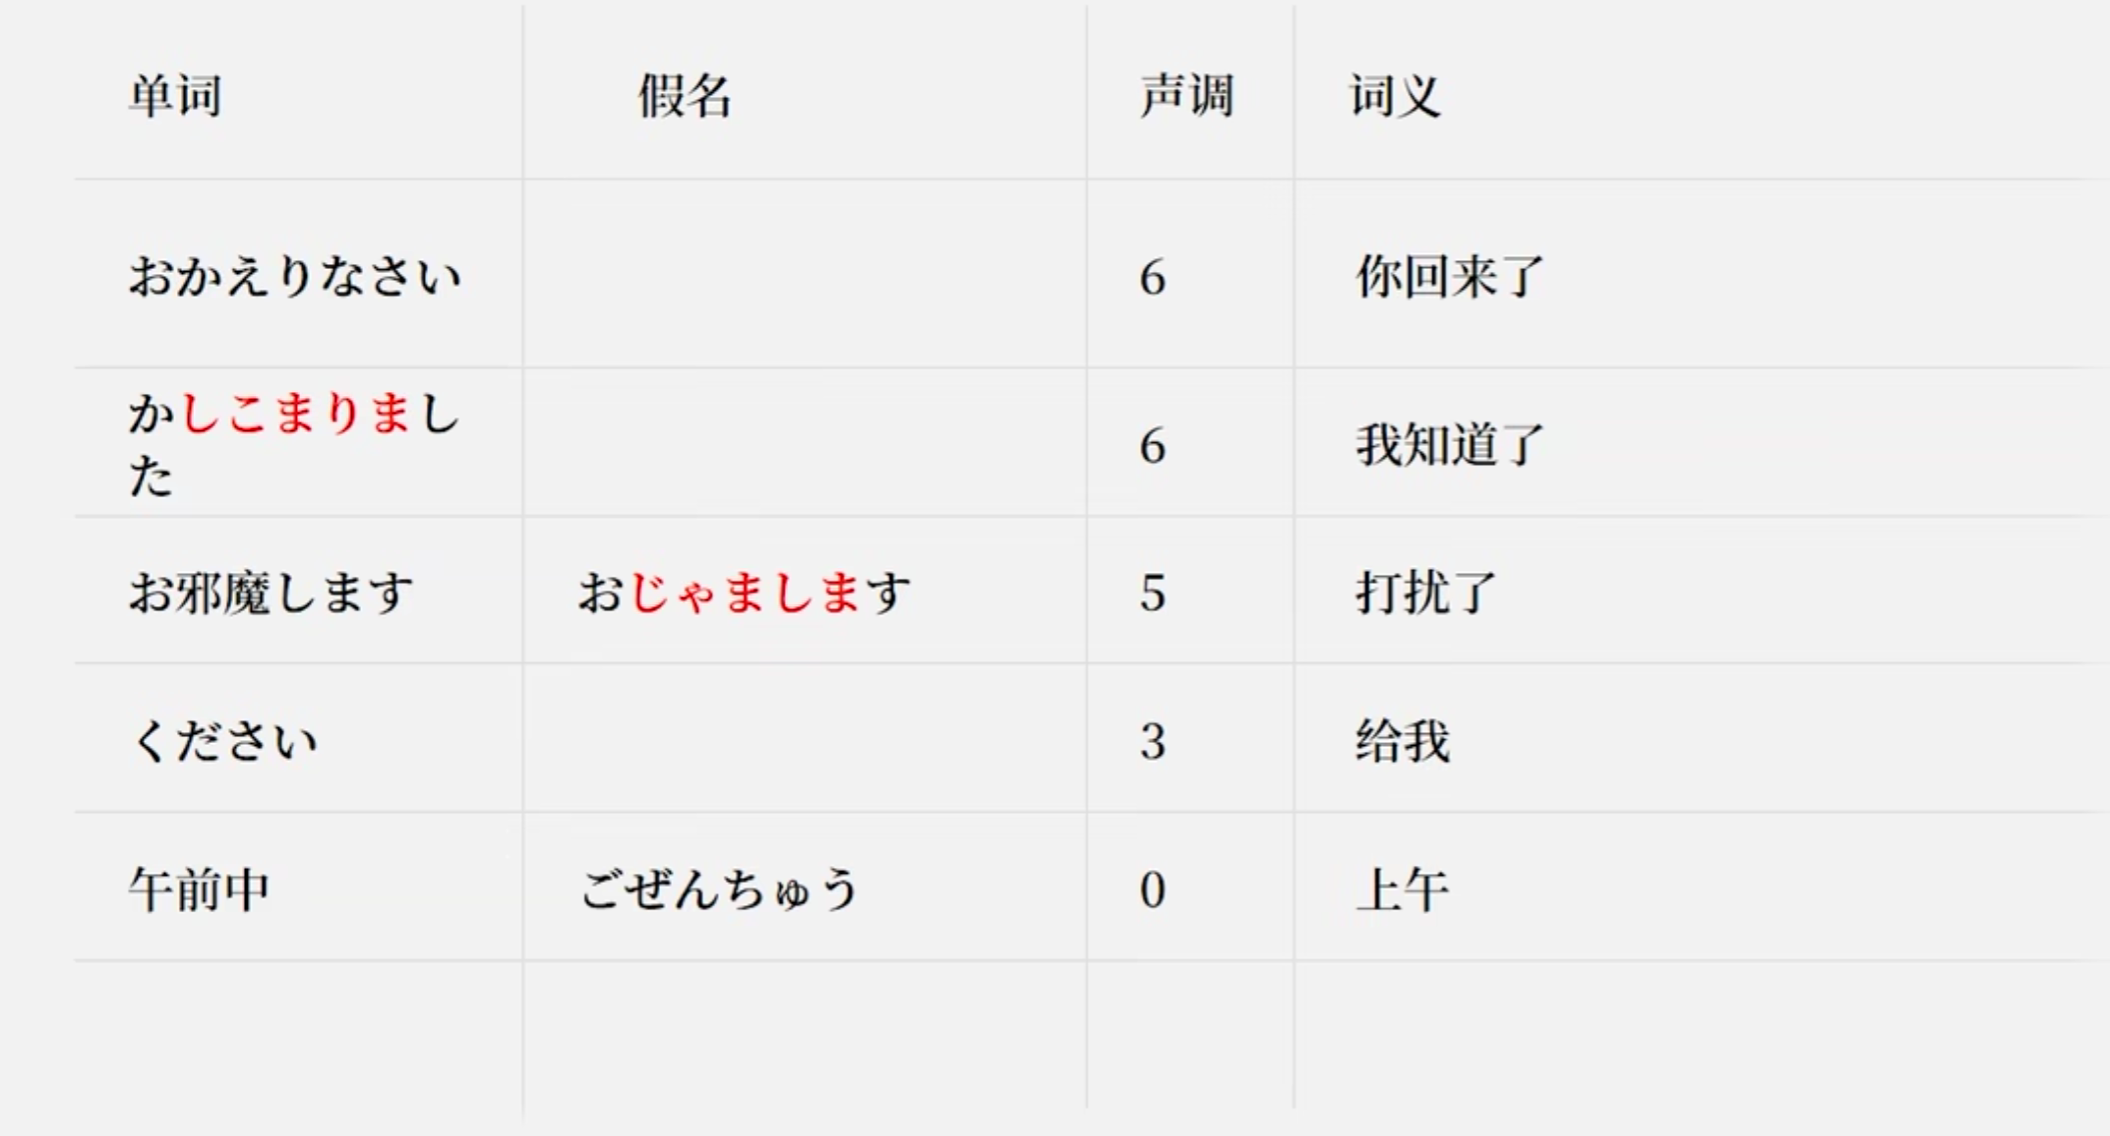 单词 假名 声调 词义
おかえりなさい 6 你回来了
かしこまりまし
た 6 我知道了
お邪魔します おじゃまします 5 打扰了
ください 3 给我
午前中 ごぜんちゅう 0 上午